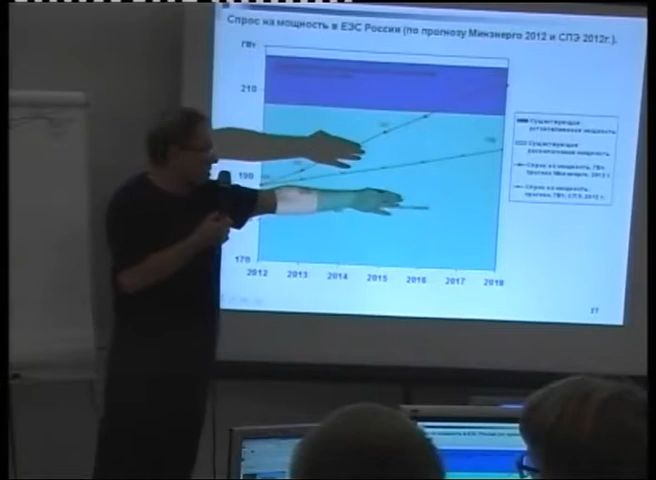 Спрос на мощность в ЕЭС России (по прогнозу Минэнерго 2012 и СПЭ 2012г.).
ГВт
210
190
170
2012 2013 2014 2015 2016 2017 2018
Существующая
установленная мощность
Существующая
располагаемая мощность
Спрос на мощность, ГВт,
прогноз Минэнерго, 2012 г
Спрос на мощность,
прогноз, ГВт, СПЭ, 2012 г.